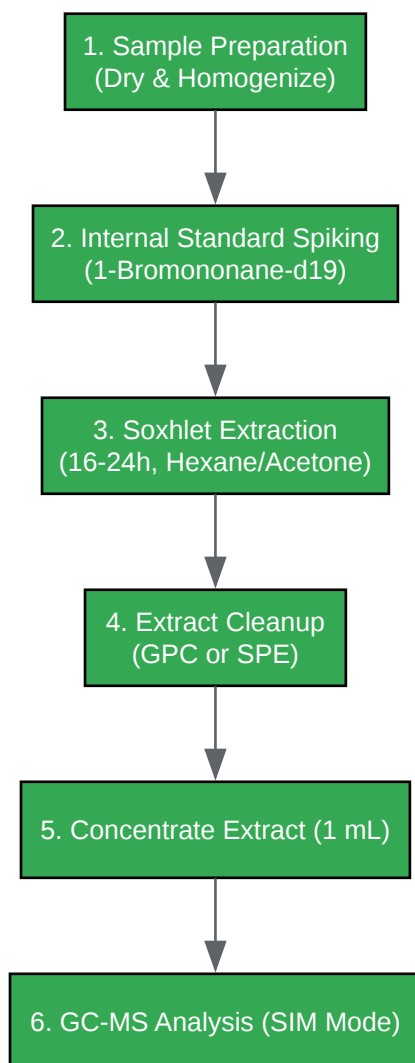 1. Sample Preparation
(Dry & Homogenize)
2. Internal Standard Spiking
(1-Bromononane-d19)
3. Soxhlet Extraction
(16-24h, Hexane/Acetone)
4. Extract Cleanup
(GPC or SPE)
5. Concentrate Extract (1 mL)
6. GC-MS Analysis (SIM Mode)